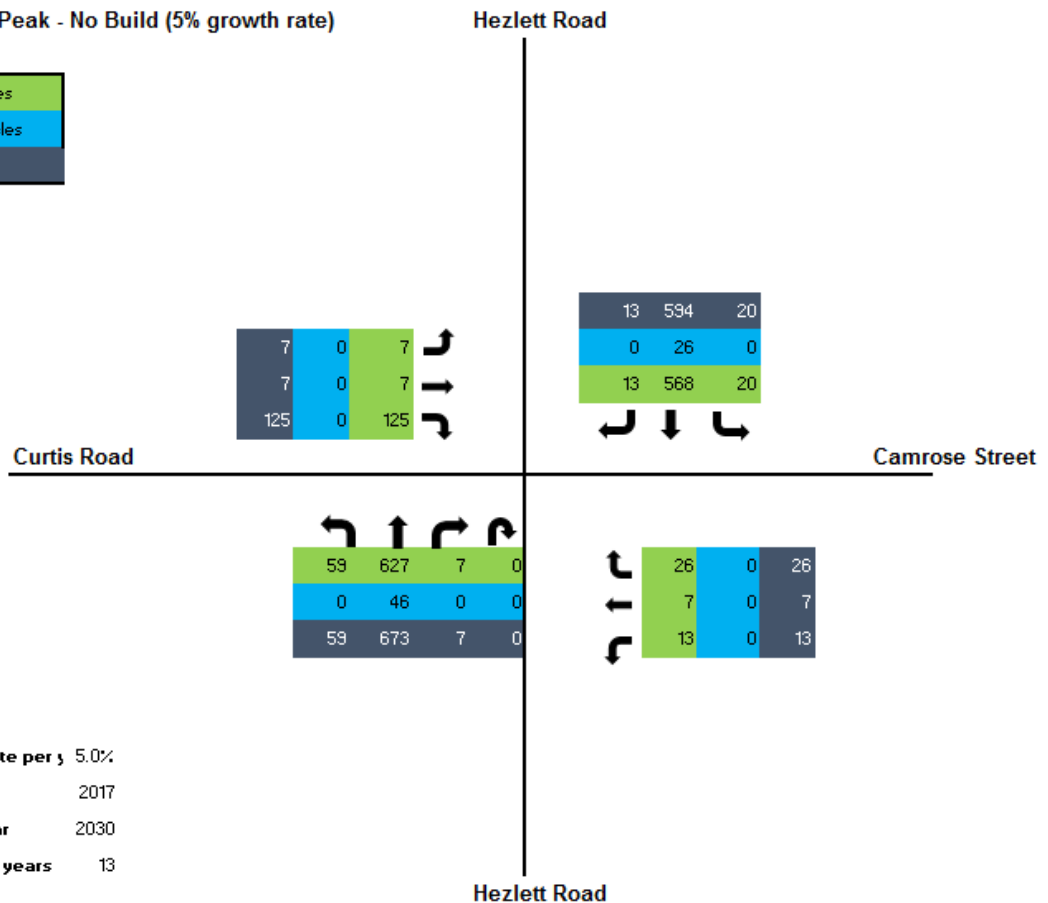 Peak - No Build (5% growth rate)
Hezlett Road
es
les
13 594 20
0 26 0
13 568 20
7 0 7
7 0 7
125 0 125
Curtis Road
Camrose Street
59 627 7 0
0 46 0 0
59 673 7 0
26 0 26
7 0 7
13 0 13
te per y 5.0%
2017
ar 2030
years 13
Hezlett Road